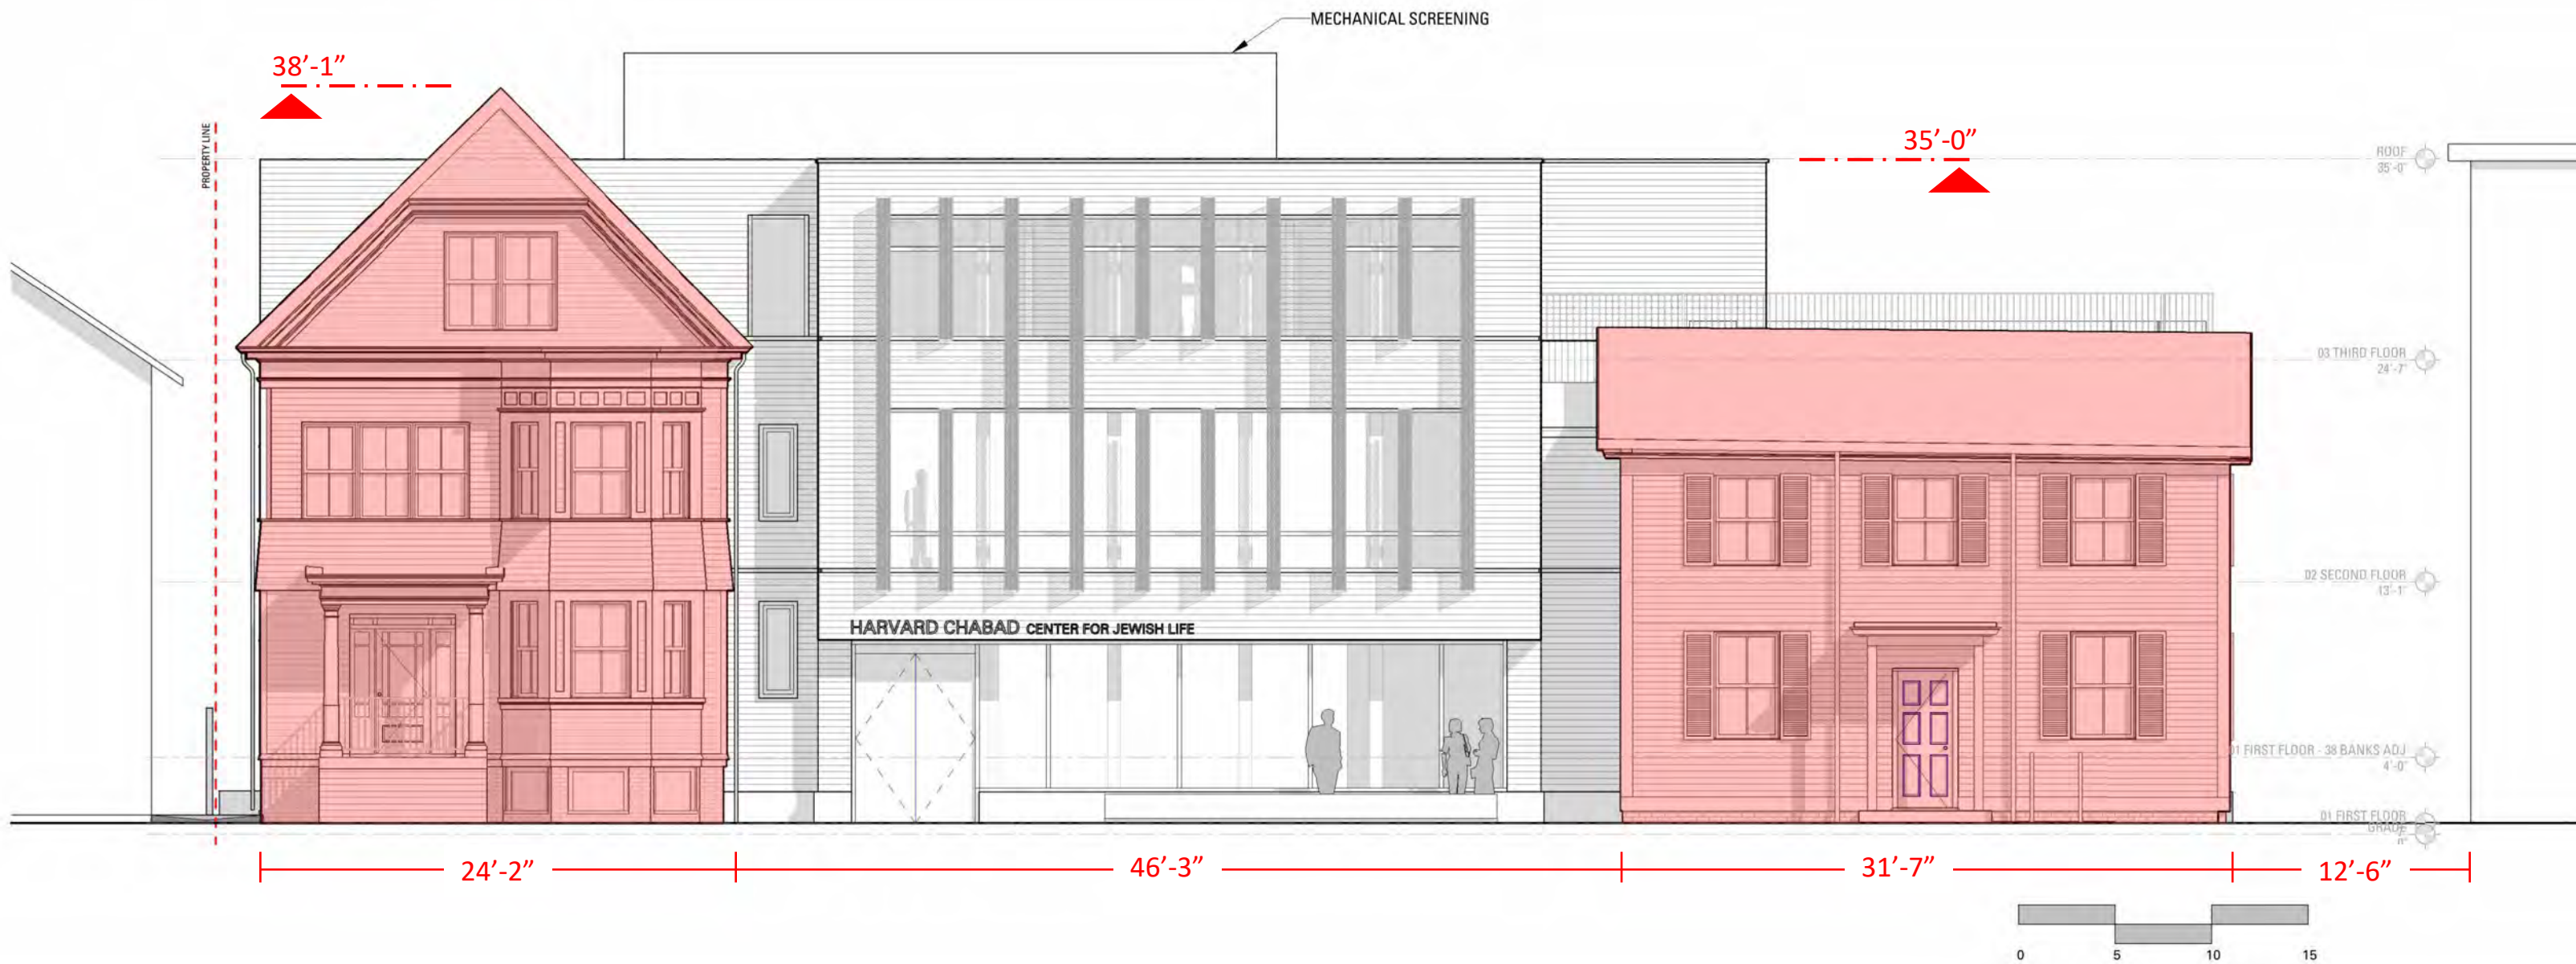 MECHANICAL SCREENING
38’-1”
PROPERTY LINE
35’-0”
ROOF
35'-0"
03 THIRD FLOOR
24'-7"
02 SECOND FLOOR
13'-1"
HARVARD CHABAD CENTER FOR JEWISH LIFE
01 FIRST FLOOR - 38 BANKS ADJ
4'-0"
01 FIRST FLOOR
GRADE
24’-2”
46’-3”
31’-7”
12’-6”
0 5 10 15